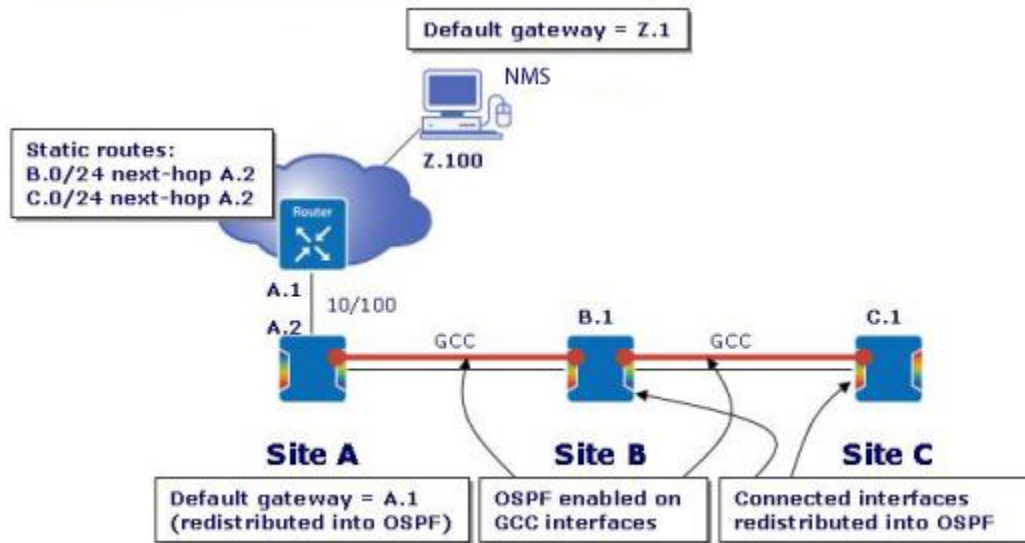 Default gateway = Z.1
NMS
Z.100
Static routes:
B.0/24 next-hop A.2
C.0/24 next-hop A.2
Router
A.1
10/100
A.2
B.1
C.1
GCC
GCC
Site A
Site B
Site C
Default gateway = A.1
(redistributed into OSPF)
OSPF enabled on
GCC interfaces
Connected interfaces
redistributed into OSPF